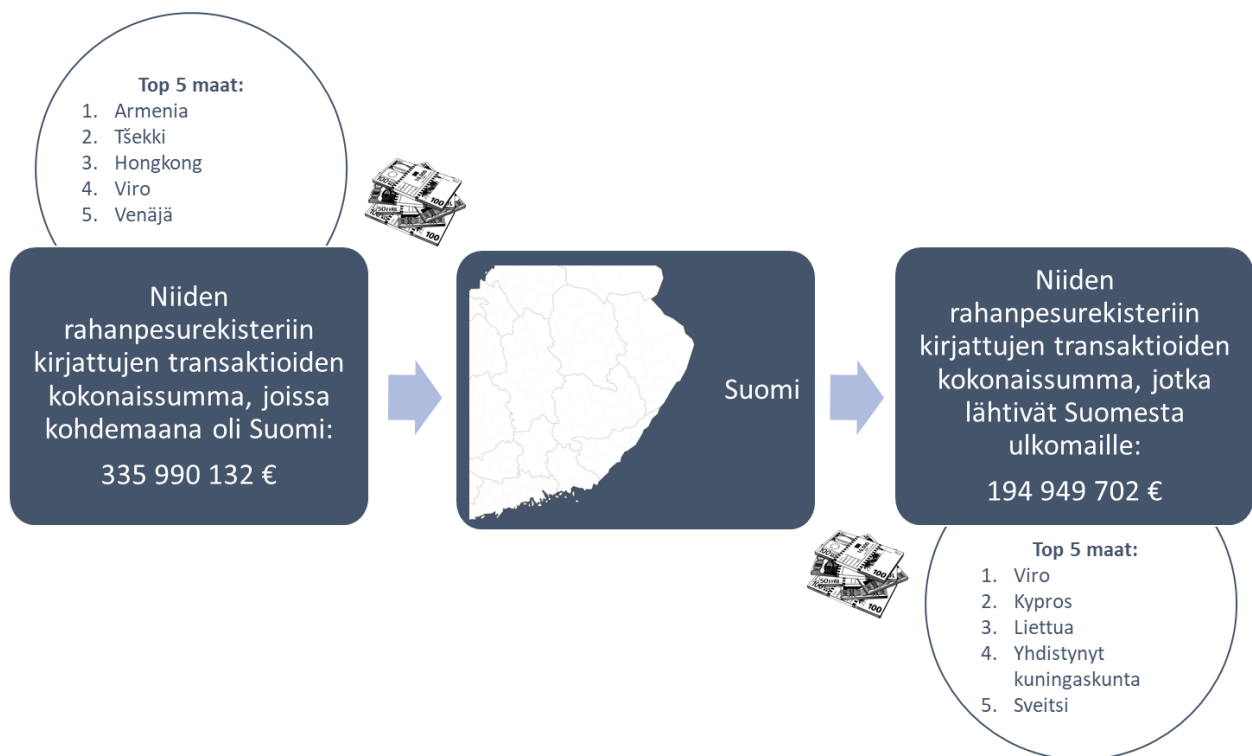 Top 5 maat:
1. Armenia
2. Tšekki
3. Hongkong
4. Viro
5. Venäjä
Niiden
rahanpesurekisteriin
kirjattujen transaktioiden
kokonaissumma, joissa
kohdemaana oli Suomi:
335 990 132 €
Suomi
Niiden
rahanpesurekisteriin
kirjattujen transaktioiden
kokonaissumma, jotka
lähtivät Suomesta
ulkomaille:
194 949 702 €
Top 5 maat:
1. Viro
2. Kypros
3. Liettua
4. Yhdistynyt
kuningaskunta
5. Sveitsi